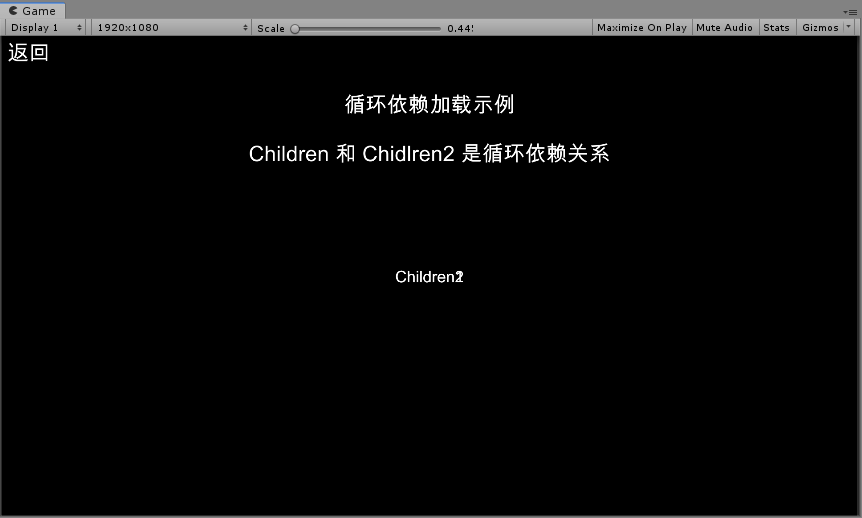 Game
Display 1 1920x1080 Scale 0.44 Maximize On Play Mute Audio Stats Gizmos
返回
循环依赖加载示例
Children 和 Chidlren2 是循环依赖关系